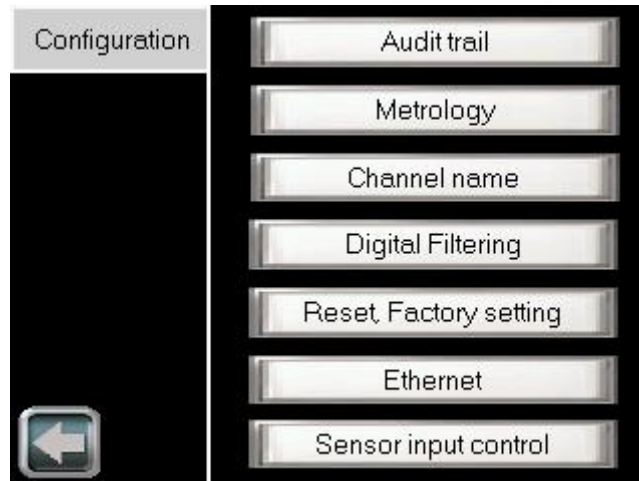 Configuration
Audit trail
Metrology
Channel name
Digital Filtering
Reset, Factory setting
Ethernet
Sensor input control